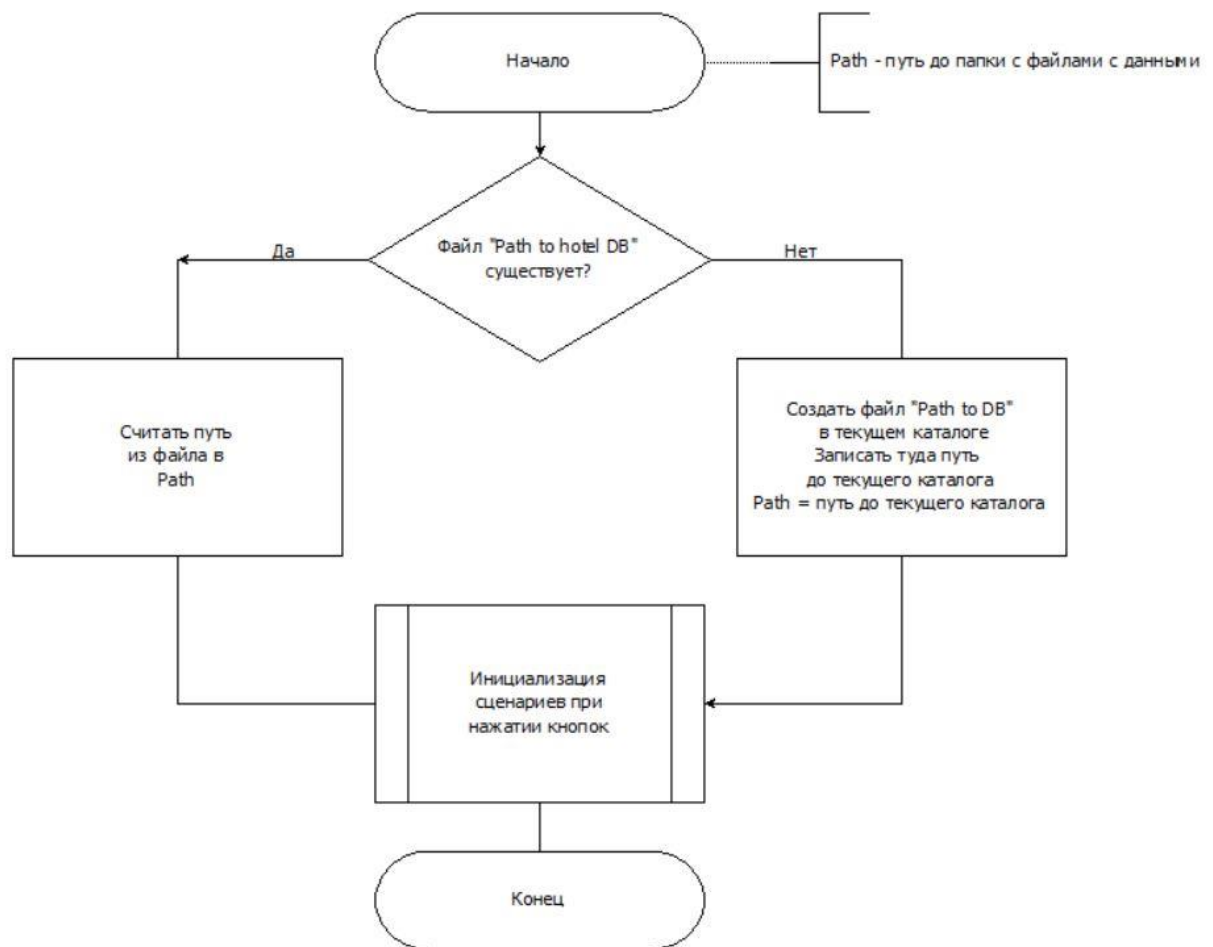 Начало
Path - путь до папки с файлами с данными
Файл "Path to hotel DB"
существует?
Да
Нет
Считать путь
из файла в
Path
Создать файл "Path to DB"
в текущем каталоге
Записать туда путь
до текущего каталога
Path = путь до текущего каталога
Инициализация
сценариев при
нажатии кнопок
Конец